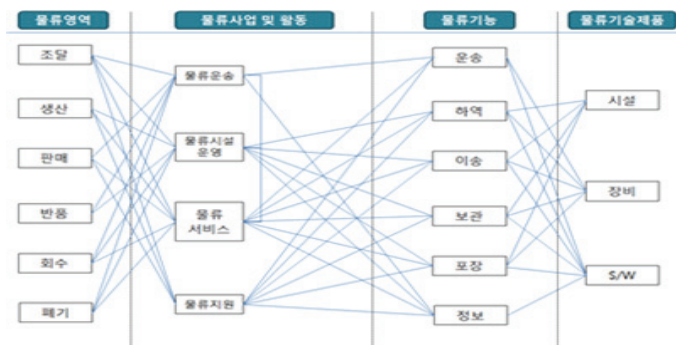 물류영역
물류사업 및 활동
물류기능
물류기술제품
조달
생산
판매
반품
회수
폐기
물류운송
물류시설
운영
물류
서비스
물류지원
운송
하역
이송
보관
포장
정보
시설
장비
S/W